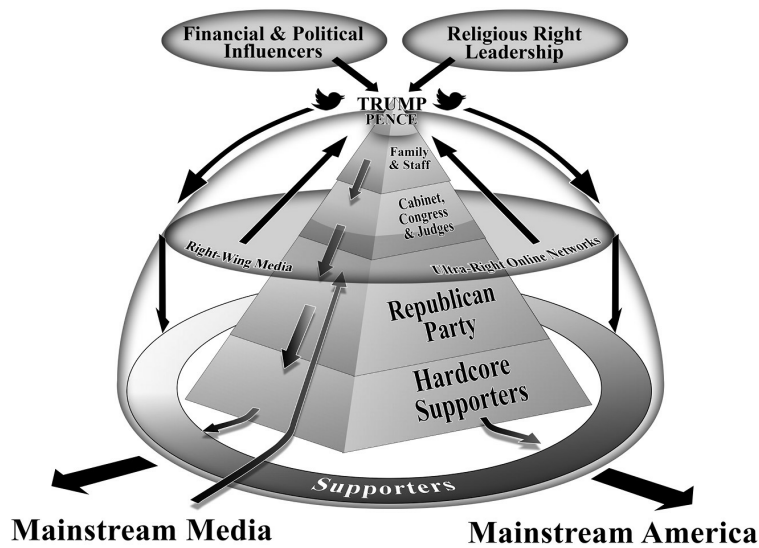 Financial & Political
Influencers
Religious Right
Leadership
TRUMP
PENCE
Family
& Staff
Cabinet,
Congress
& Judges
Right-Wing Media
Ultra-Right Online Networks
Republican
Party
Hardcore
Supporters
Supporters
Mainstream Media
Mainstream America